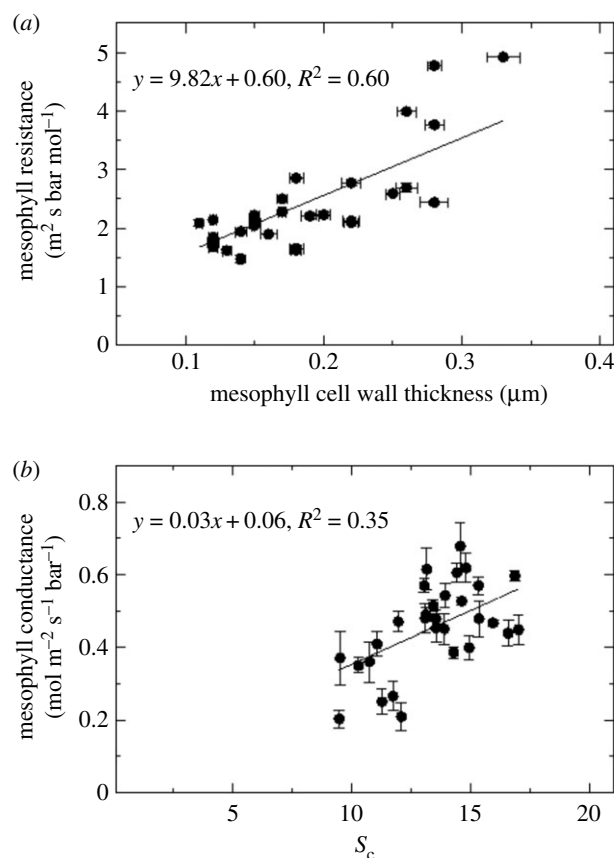 (a)
5
y = 9.82x + 0.60, R² = 0.60
4
3
2
1
0
mesophyll resistance
(m² s bar mol⁻¹)
0.1 0.2 0.3 0.4
mesophyll cell wall thickness (μm)
(b)
0.8
y = 0.03x + 0.06, R² = 0.35
0.6
0.4
0.2
0
mesophyll conductance
(mol m⁻² s⁻¹ bar⁻¹)
5 10 15 20
Sc